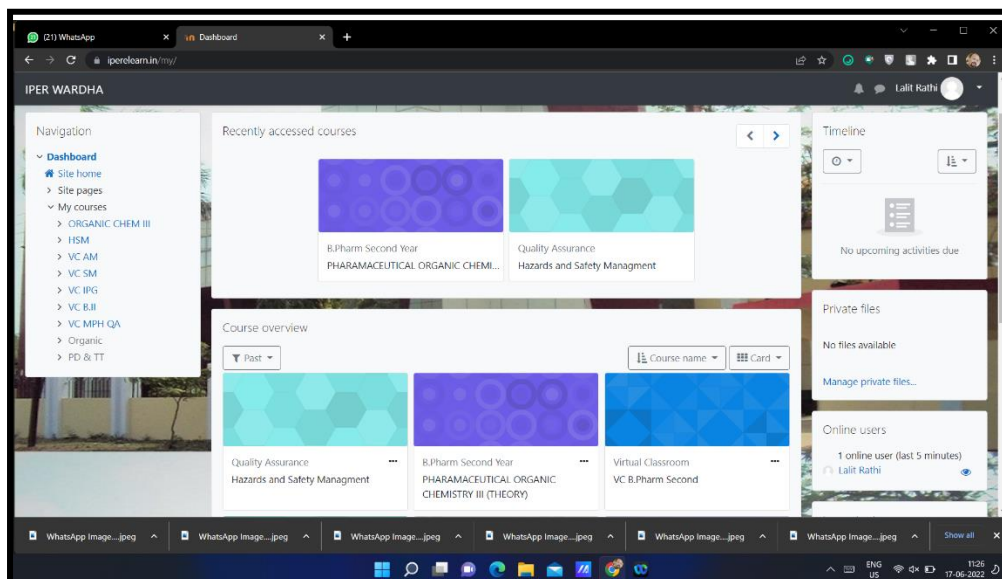 (21) WhatsApp
Dashboard
iperelearn.in/my/
IPER WARDHA
Lalit Rathi
Navigation
Dashboard
Site home
Site pages
My courses
ORGANIC CHEM III
HSM
VC AM
VC SM
VC IPG
VC B.II
VC MPH QA
Organic
PD & TT
Recently accessed courses
B.Pharm Second Year
PHARAMACEUTICAL ORGANIC CHEMI...
Quality Assurance
Hazards and Safety Managment
Course overview
Past
Course name
Card
Quality Assurance
Hazards and Safety Managment
B.Pharm Second Year
PHARAMACEUTICAL ORGANIC
CHEMISTRY III (THEORY)
Virtual Classroom
VC B.Pharm Second
Timeline
No upcoming activities due
Private files
No files available
Manage private files...
Online users
1 online user (last 5 minutes)
Lalit Rathi
WhatsApp Image....jpeg
WhatsApp Image....jpeg
WhatsApp Image....jpeg
WhatsApp Image....jpeg
WhatsApp Image....jpeg
WhatsApp Image....jpeg
Show all
ENG
US
11:26
17-06-2022